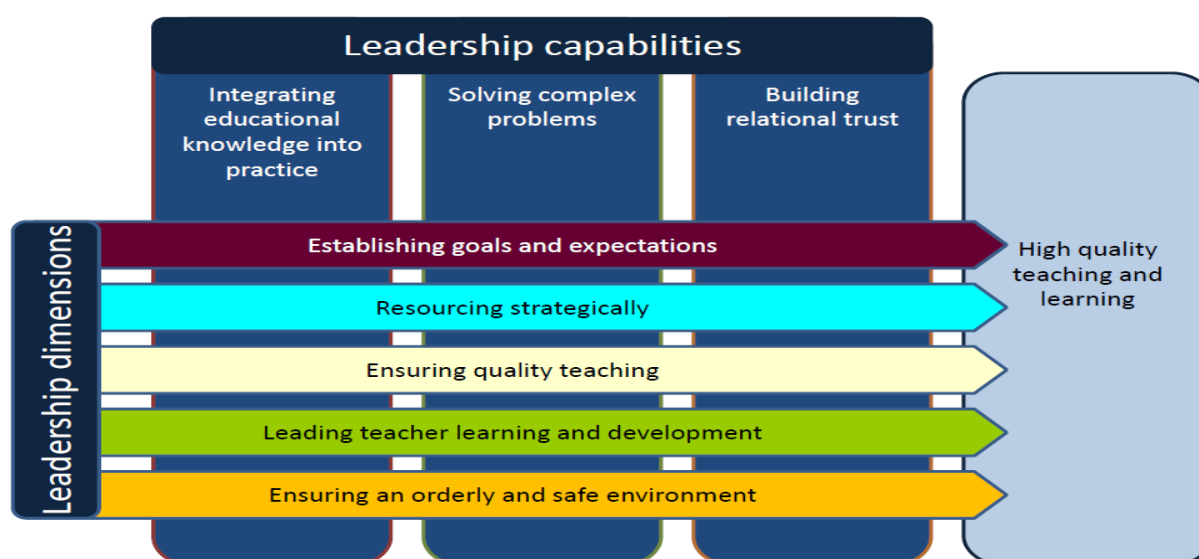 Leadership capabilities
Integrating
educational
knowledge into
practice
Solving complex
problems
Building
relational trust
Leadership dimensions
Establishing goals and expectations
Resourcing strategically
Ensuring quality teaching
Leading teacher learning and development
Ensuring an orderly and safe environment
High quality
teaching and
learning